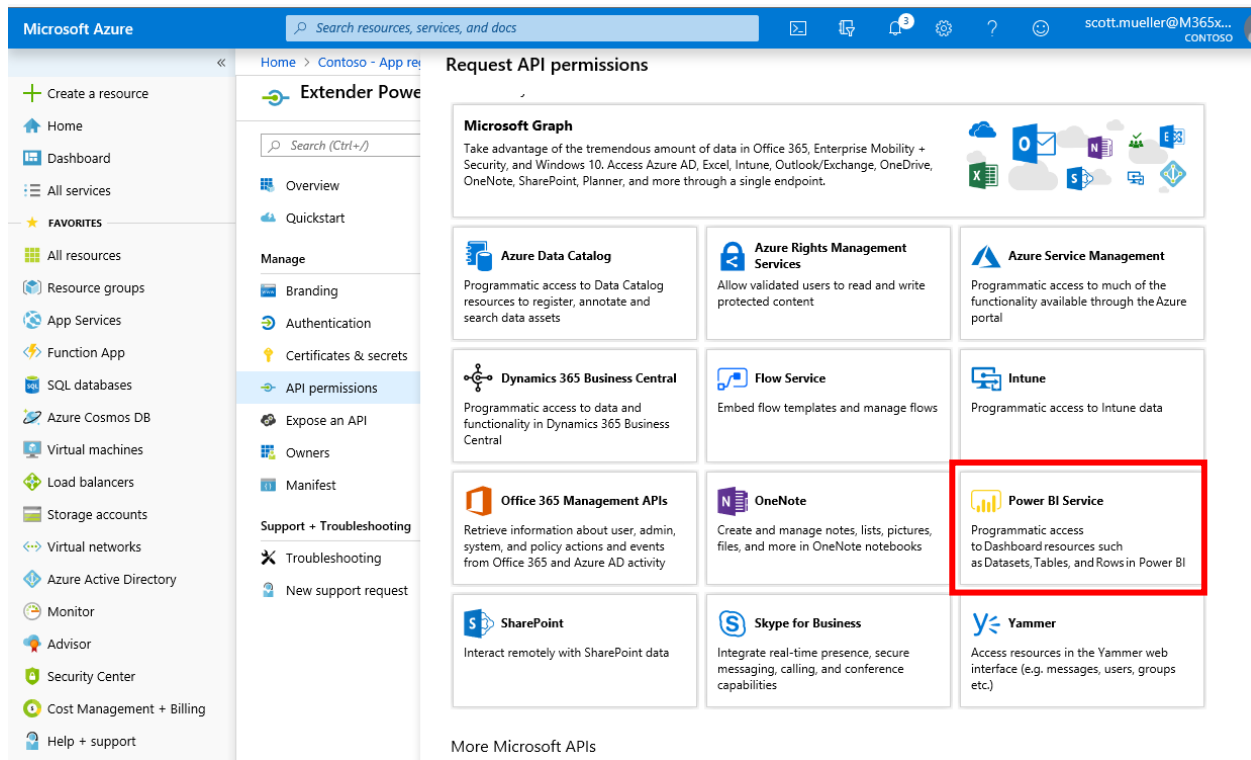 Microsoft Azure
Search resources, services, and docs
3
?
scott.mueller@M365x...
CONTOSO
«
Create a resource
Home
Dashboard
All services
FAVORITES
All resources
Resource groups
App Services
Function App
SQL databases
Azure Cosmos DB
Virtual machines
Load balancers
Storage accounts
Virtual networks
Azure Active Directory
Monitor
Advisor
Security Center
Cost Management + Billing
Help + support
Home > Contoso - App re
Extender Powe
Search (Ctrl+/)
Overview
Quickstart
Manage
Branding
Authentication
Certificates & secrets
API permissions
Expose an API
Owners
Manifest
Support + Troubleshooting
Troubleshooting
New support request
Request API permissions
Microsoft Graph
Take advantage of the tremendous amount of data in Office 365, Enterprise Mobility +
Security, and Windows 10. Access Azure AD, Excel, Intune, Outlook/Exchange, OneDrive,
OneNote, SharePoint, Planner, and more through a single endpoint.
Azure Data Catalog
Programmatic access to Data Catalog
resources to register, annotate and
search data assets
Azure Rights Management
Services
Allow validated users to read and write
protected content
Azure Service Management
Programmatic access to much of the
functionality available through the Azure
portal
Dynamics 365 Business Central
Programmatic access to data and
functionality in Dynamics 365 Business
Central
Flow Service
Embed flow templates and manage flows
Intune
Programmatic access to Intune data
Office 365 Management APIs
Retrieve information about user, admin,
system, and policy actions and events
from Office 365 and Azure AD activity
OneNote
Create and manage notes, lists, pictures,
files, and more in OneNote notebooks
Power BI Service
Programmatic access
to Dashboard resources such
as Datasets, Tables, and Rows in Power BI
SharePoint
Interact remotely with SharePoint data
Skype for Business
Integrate real-time presence, secure
messaging, calling, and conference
capabilities
Yammer
Access resources in the Yammer web
interface (e.g. messages, users, groups
etc.)
More Microsoft APIs